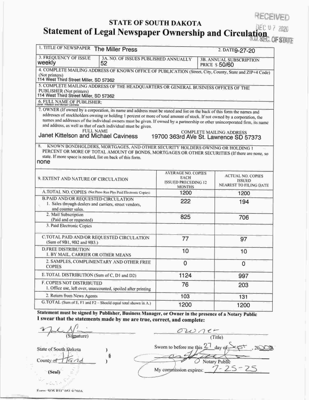 RECEIVED
DEC 07 2020
STATE OF SOUTH DAKOTA
Statement of Legal Newspaper Ownership and Circulation
S.D. SEC. OF STATE
1. TITLE OF NEWSPAPER The Miller Press
2. DATE 9-27-20
3. FREQUENCY OF ISSUE
weekly
3A. NO. OF ISSUES PUBLISHED ANNUALLY
52
3B. ANNUAL SUBSCRIPTION
PRICE $ 50/60
4. COMPLETE MAILING ADDRESS OF KNOWN OFFICE OF PUBLICATION (Street, City, County, State and ZIP+4 Code)
(Not printers)
114 West Third Street Miller, SD 57362
5. COMPLETE MAILING ADDRESS OF THE HEADQUARTERS OR GENERAL BUSINESS OFFICES OF THE
PUBLISHER (Not printers)
114 West Third Street Miller, SD 57362
6. FULL NAME OF PUBLISHER:
7. OWNER (If owned by a corporation, its name and address must be stated and on the back of this form the names and
addresses of stockholders owning or holding 1 percent or more of total amount of stock. If not owned by a corporation, the
names and addresses of the individual owners must be given. If owned by a partnership or other unincorporated firm, its name
and address, as well as that of each individual must be given.
FULL NAME
COMPLETE MAILING ADDRESS
Janet Kittelson and Michael Caviness 19700 363rd Ave St. Lawrence SD 57373
8. KNOWN BONDHOLDERS, MORTGAGES, AND OTHER SECURITY HOLDERS OWNING OR HOLDING 1
PERCENT OR MORE OF TOTAL AMOUNT OF BONDS, MORTGAGES OR OTHER SECURITIES (If there are none, so
state. If more space is needed, list on back of this form.
none
9. EXTENT AND NATURE OF CIRCULATION
AVERAGE NO. COPIES
EACH
ISSUED PRECEDING 12
MONTHS
ACTUAL NO. COPIES
ISSUED
NEAREST TO FILING DATE
A. TOTAL NO. COPIES (Net Press Run Plus Paid Electronic Copies) 1200 1200
B. PAID AND/OR REQUESTED CIRCULATION
1. Sales through dealers and carriers, street vendors,
and counter sales. 222 194
2. Mail Subscription
(Paid and or requested) 825 706
3. Paid Electronic Copies
C. TOTAL PAID AND/OR REQUESTED CIRCULATION
(Sum of 9B1, 9B2 and 9B3.) 77 97
D. FREE DISTRIBUTION
1. BY MAIL, CARRIER OR OTHER MEANS 10 10
2. SAMPLES, COMPLIMENTARY AND OTHER FREE
COPIES 0 0
E. TOTAL DISTRIBUTION (Sum of C, D1 and D2) 1124 997
F. COPIES NOT DISTRIBUTED
1. Office use, left over, unaccounted, spoiled after printing 76 203
2. Return from News Agents 103 131
G. TOTAL (Sum of E, F1 and F2 - Should equal total shown in A.) 1200 1200
Statement must be signed by Publisher, Business Manager, or Owner in the presence of a Notary Public
I swear that the statements made by me are true, correct, and complete:
owner
(Signature)
(Title)
State of South Dakota
Sworn to before me this 27 day of
County of Hand
Notary Public
(Seal)
My commission expires: 7-25-25